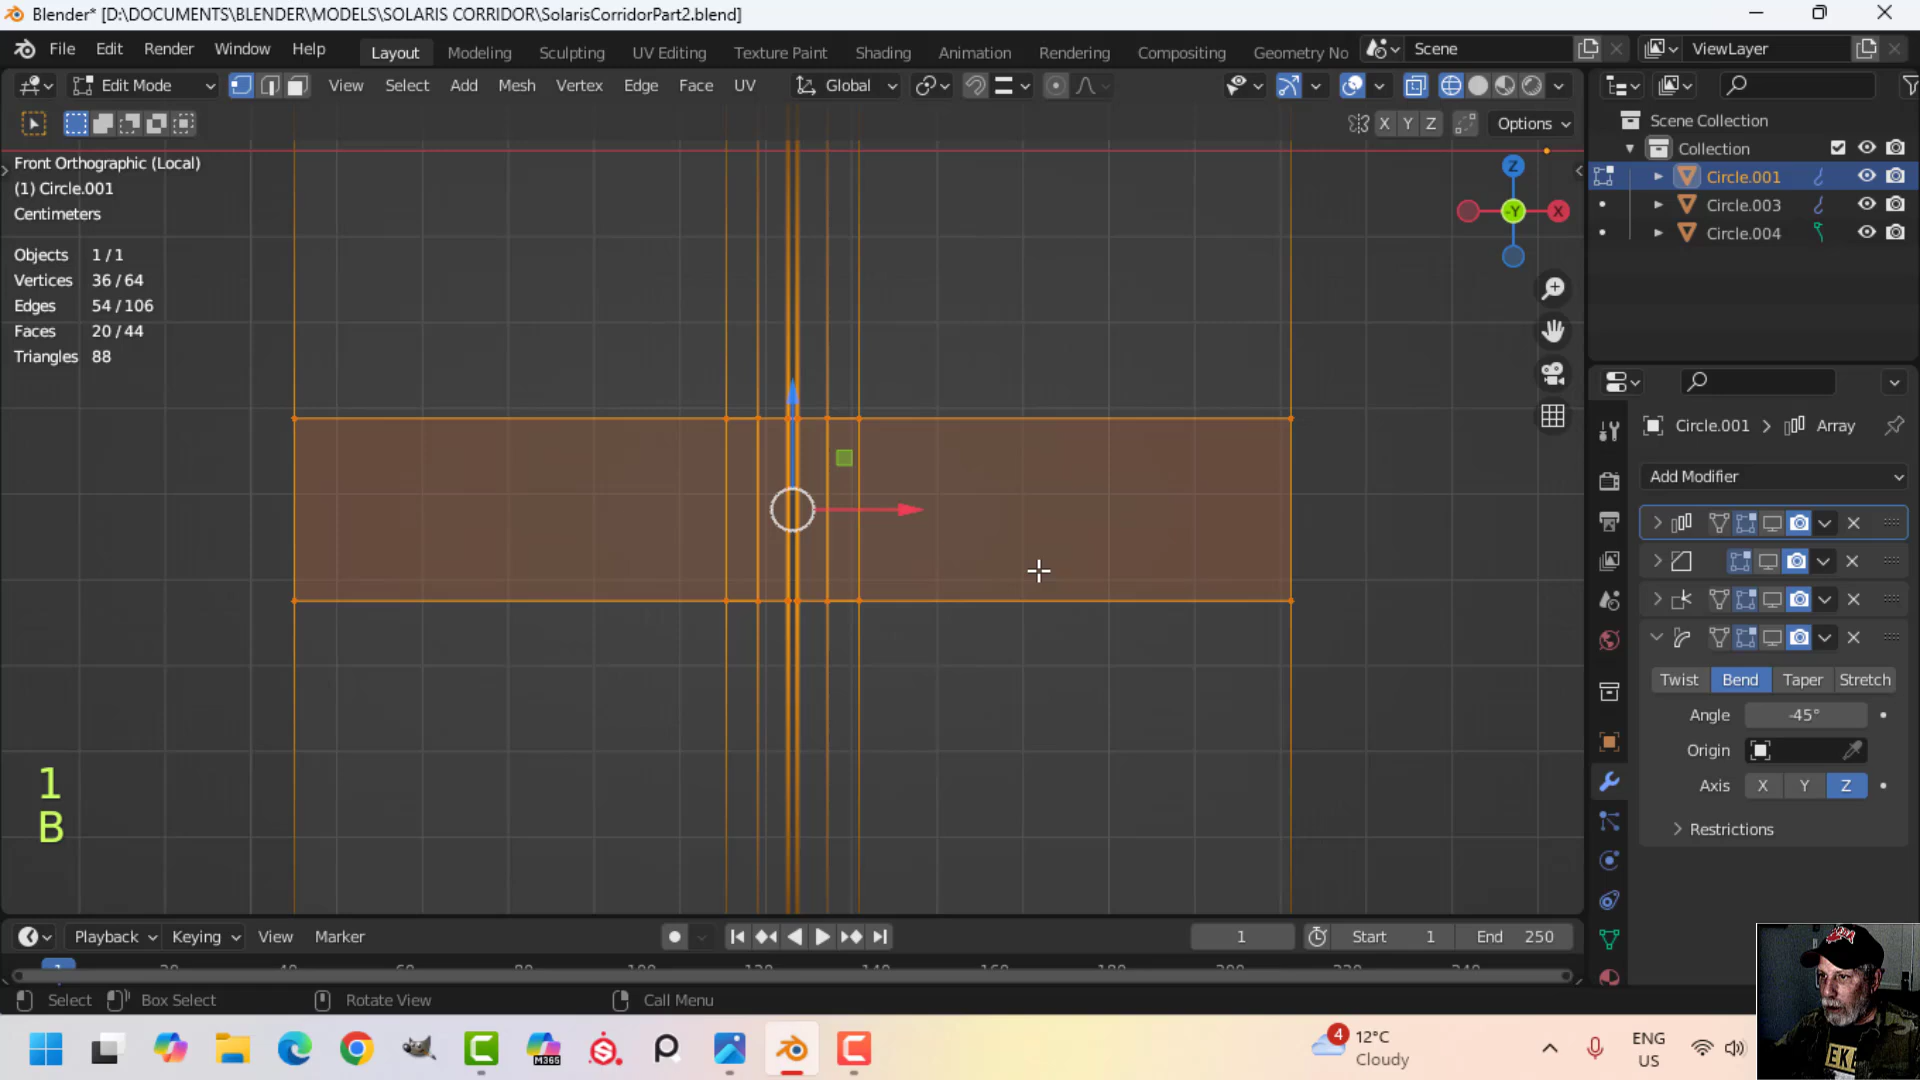 Blender* [D:\DOCUMENTS\BLENDER\MODELS\SOLARIS CORRIDOR\SolarisCorridorPart2.blend]
File Edit Render Window Help Layout Modeling Sculpting UV Editing Texture Paint Shading Animation Rendering Compositing Geometry No Scene ViewLayer
Edit Mode View Select Add Mesh Vertex Edge Face UV Global
X Y Z Options
Scene Collection
Collection
Circle.001
Circle.003
Circle.004
Front Orthographic (Local)
(1) Circle.001
Centimeters
Objects 1 / 1
Vertices 36 / 64
Edges 54 / 106
Faces 20 / 44
Triangles 88
Z
-Y X
1
B
Circle.001 > Array
Add Modifier
Twist Bend Taper Stretch
Angle -45°
Origin
Axis X Y Z
Restrictions
Playback Keying View Marker 1 Start 1 End 250
1
Select Box Select Rotate View Call Menu
M365
4
12°C
Cloudy
ENG
US